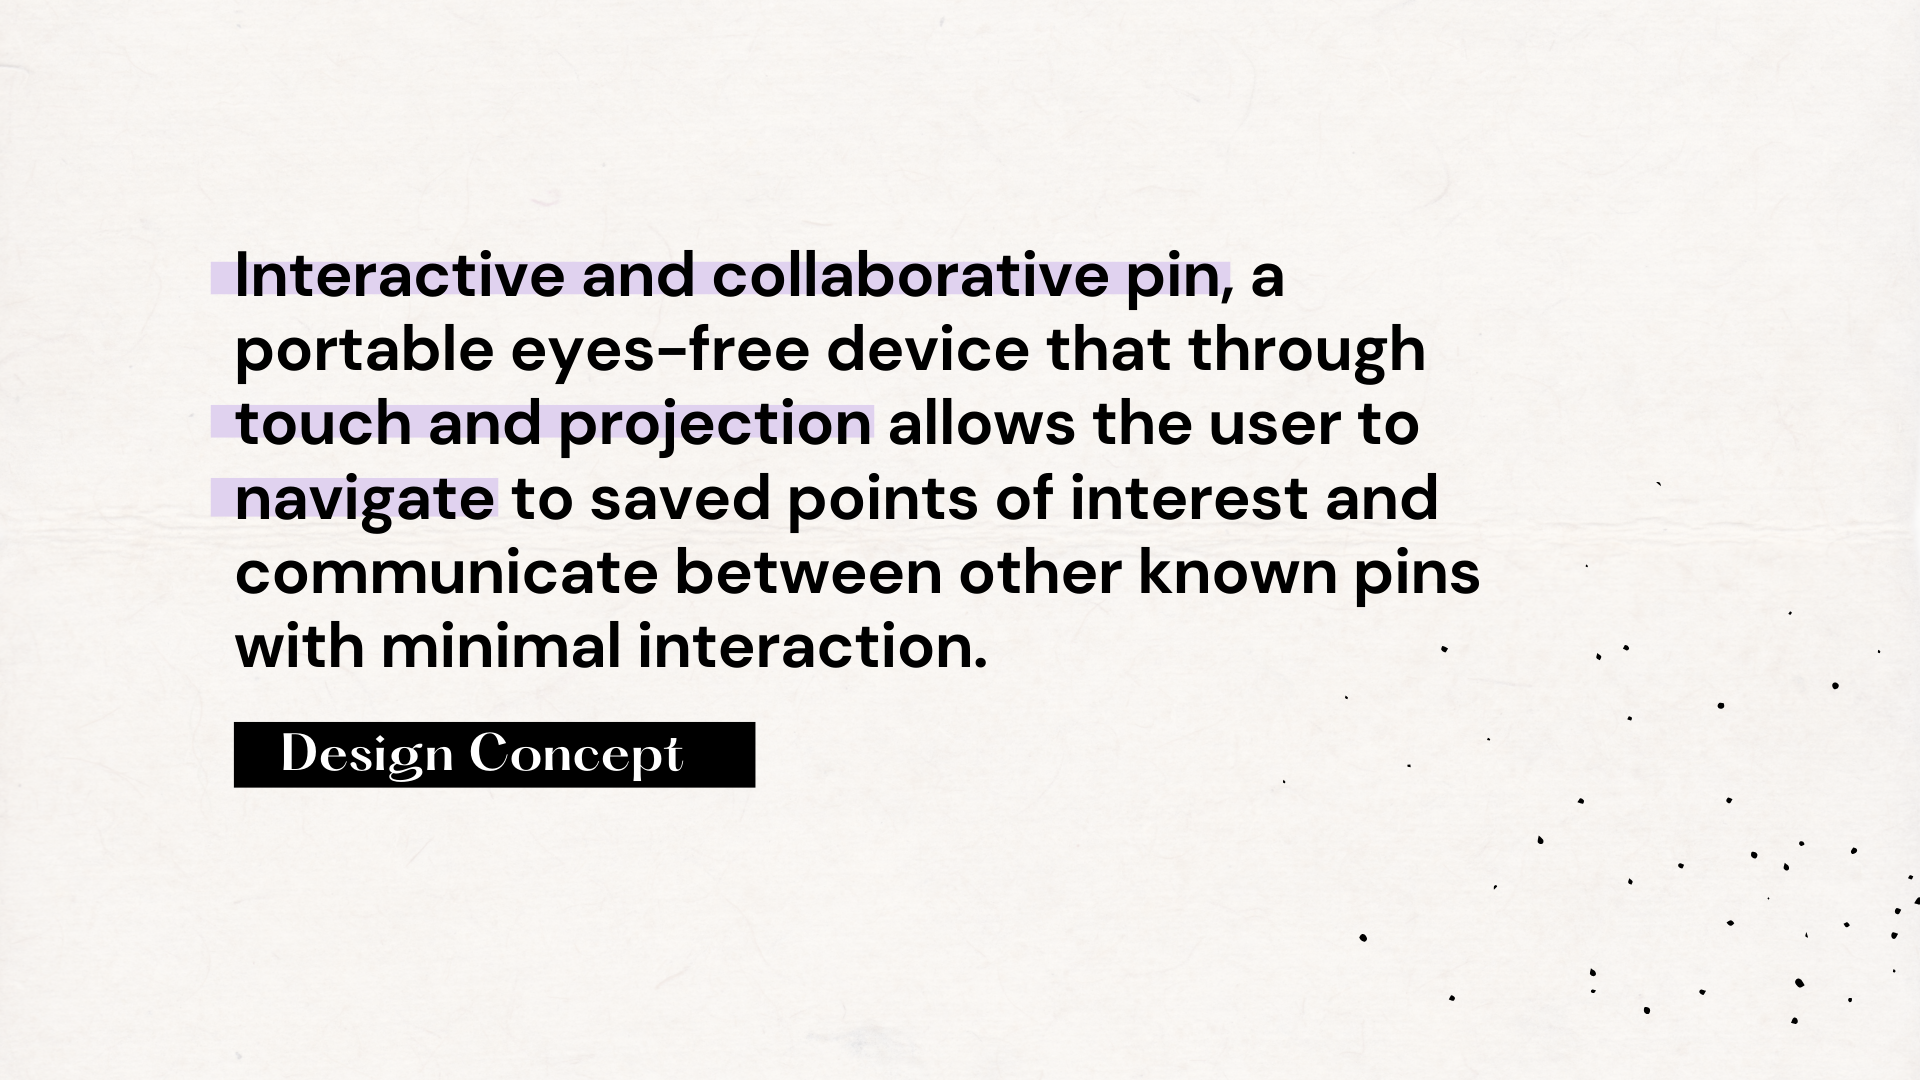 Interactive and collaborative pin, a
portable eyes-free device that through
touch and projection allows the user to
navigate to saved points of interest and
communicate between other known pins
with minimal interaction.
Design Concept